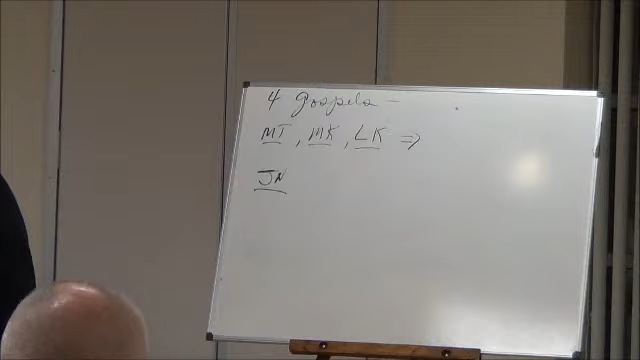 4 Gospels –
MT, MK, LK ⇒
JN